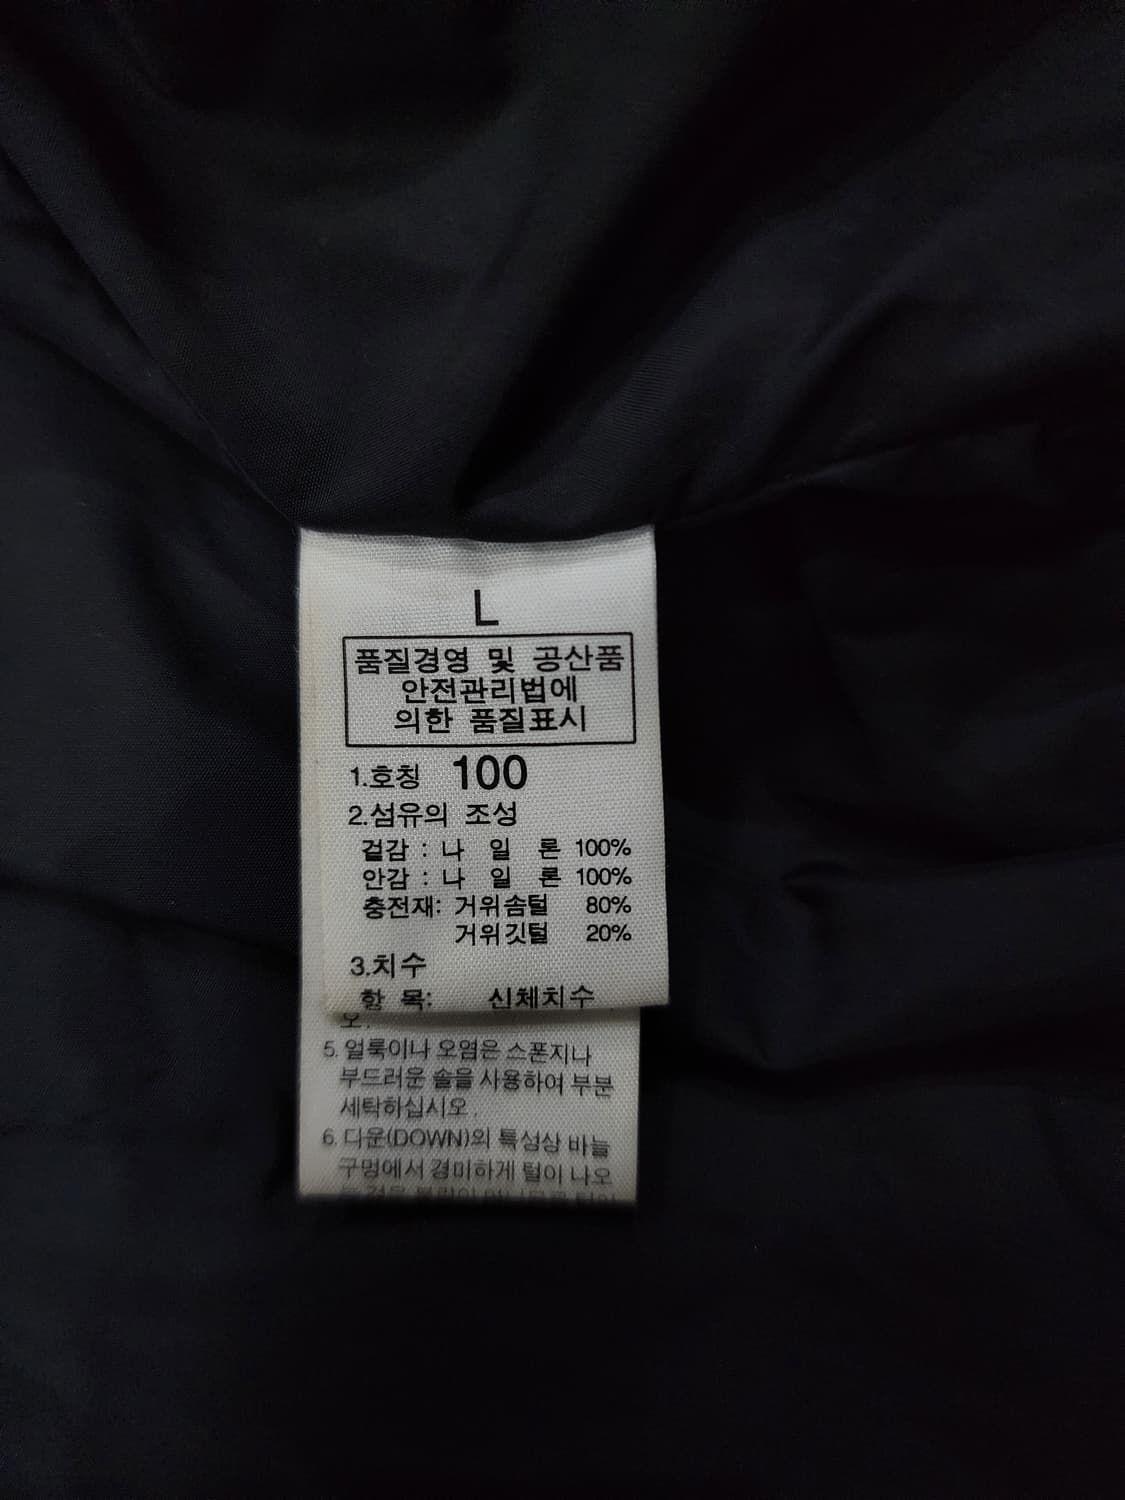 L
품질경영 및 공산품
안전관리법에
의한 품질표시
1.호칭 100
2.섬유의 조성
겉감 : 나 일 론 100%
안감 : 나 일 론 100%
충전재: 거위솜털 80%
거위깃털 20%
3.치수
항 목: 신체치수
오.
5. 얼룩이나 오염은 스폰지나
부드러운 솔을 사용하여 부분
세탁하십시오.
6. 다운(DOWN)의 특성상 바늘
구멍에서 경미하게 털이 나오